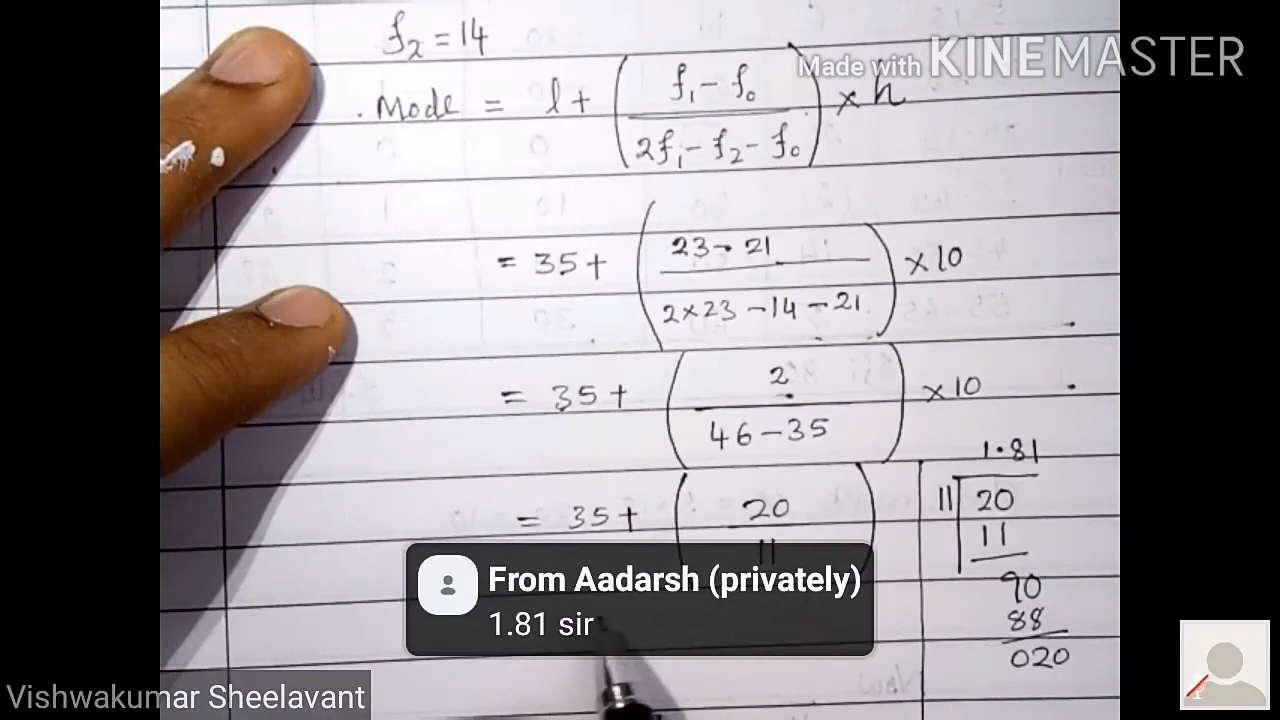 f₂ = 14
Made with KINEMASTER
. Mode = l + ( f₁ - f₀ / 2f₁ - f₂ - f₀ ) × h
= 35 + ( 23 - 21 / 2×23 - 14 - 21 ) × 10
= 35 + ( 2 / 46 - 35 ) × 10
= 35 + ( 20 / 11 )
1.81
11 20
11
90
88
020
From Aadarsh (privately)
1.81 sir
Vishwakumar Sheelavant